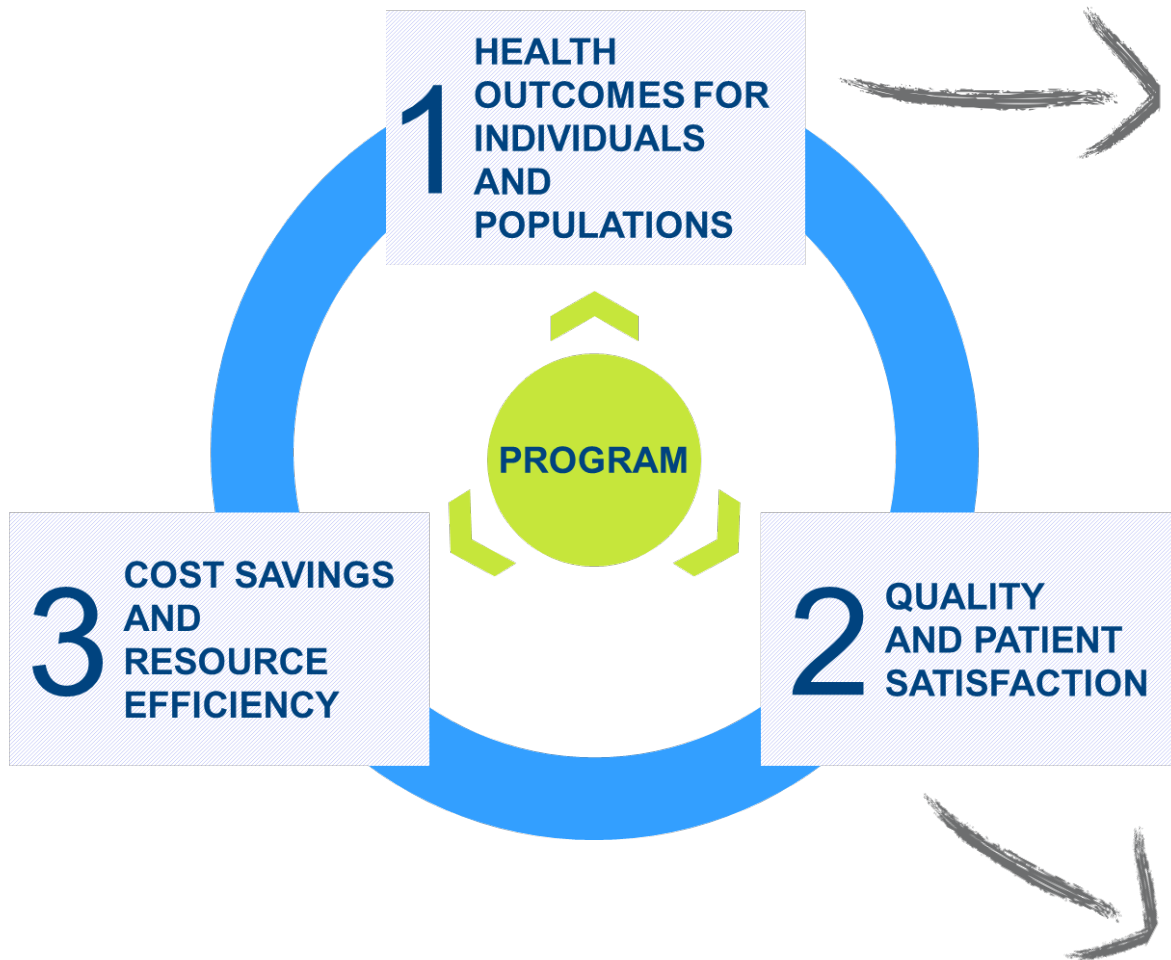 1
HEALTH
OUTCOMES FOR
INDIVIDUALS
AND
POPULATIONS
PROGRAM
2
QUALITY
AND PATIENT
SATISFACTION
3
COST SAVINGS
AND
RESOURCE
EFFICIENCY